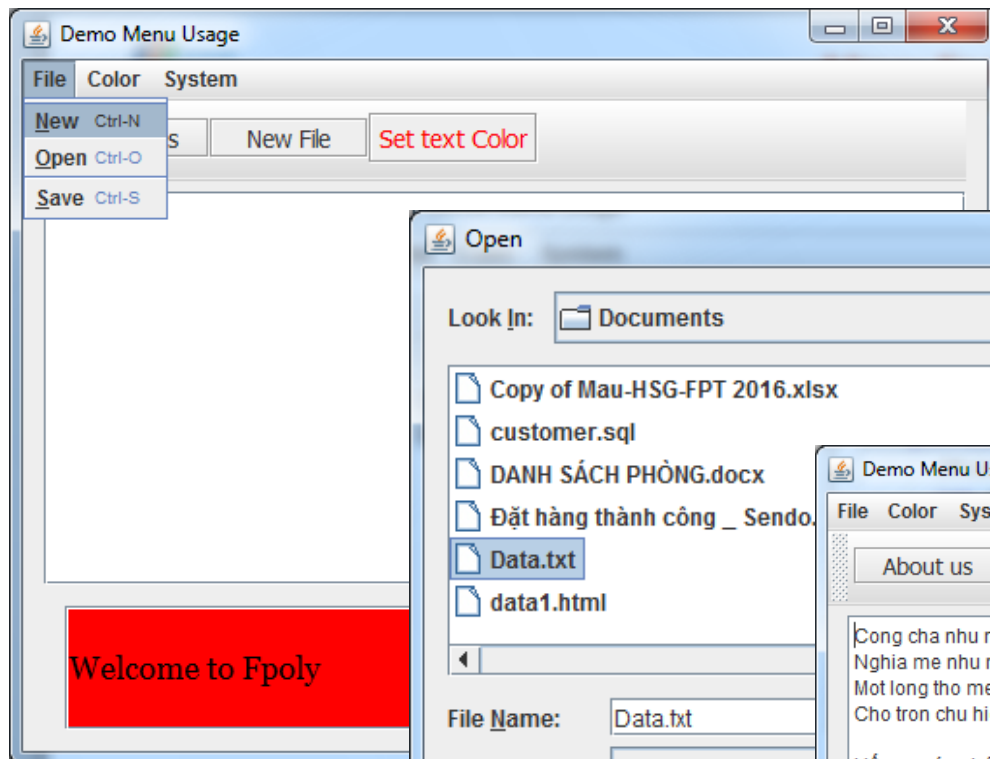 Demo Menu Usage
File Color System
New Ctrl-N
Open Ctrl-O
Save Ctrl-S
New File
Set text Color
Welcome to Fpoly
Open
Look In:
Documents
Copy of Mau-HSG-FPT 2016.xlsx
customer.sql
DANH SÁCH PHÒNG.docx
Đặt hàng thành công _ Sendo.
Data.txt
data1.html
File Name:
Data.txt
Demo Menu U
File Color Sys
About us
Cong cha nhu
Nghia me nhu
Mot long tho me
Cho tron chu hi